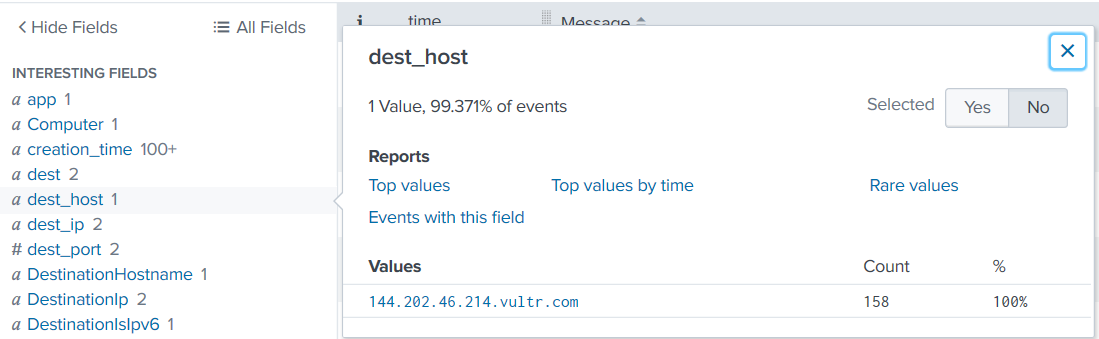 Hide Fields
All Fields
i time Message
INTERESTING FIELDS
a app 1
a Computer 1
a creation_time 100+
a dest 2
a dest_host 1
a dest_ip 2
# dest_port 2
a DestinationHostname 1
a DestinationIp 2
a DestinationIsIpv6 1
dest_host
1 Value, 99.371% of events
Selected Yes No
Reports
Top values Top values by time Rare values
Events with this field
Values Count %
144.202.46.214.vultr.com 158 100%